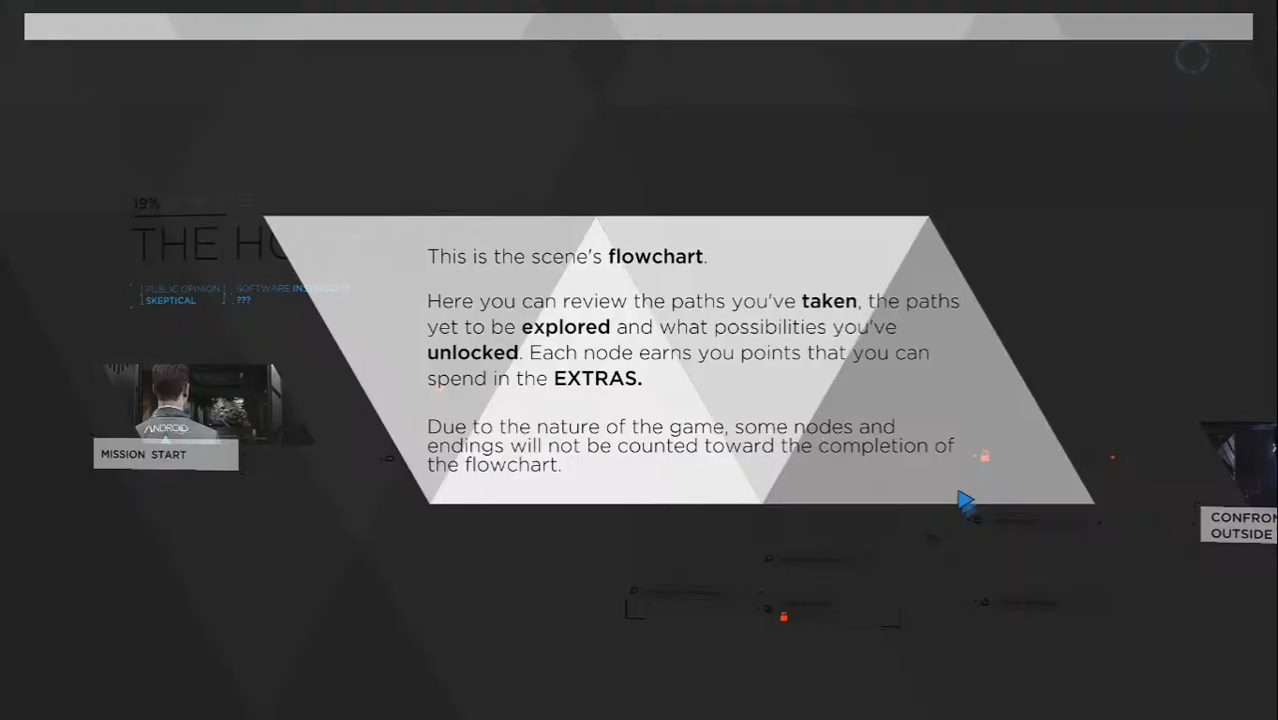 19%
THE HO
PUBLIC OPINION
SKEPTICAL
SOFTWARE INSTABILITY
???
This is the scene's flowchart.
Here you can review the paths you've taken, the paths
yet to be explored and what possibilities you've
unlocked. Each node earns you points that you can
spend in the EXTRAS.
Due to the nature of the game, some nodes and
endings will not be counted toward the completion of
the flowchart.
ANDROID
MISSION START
CONFRON
OUTSIDE